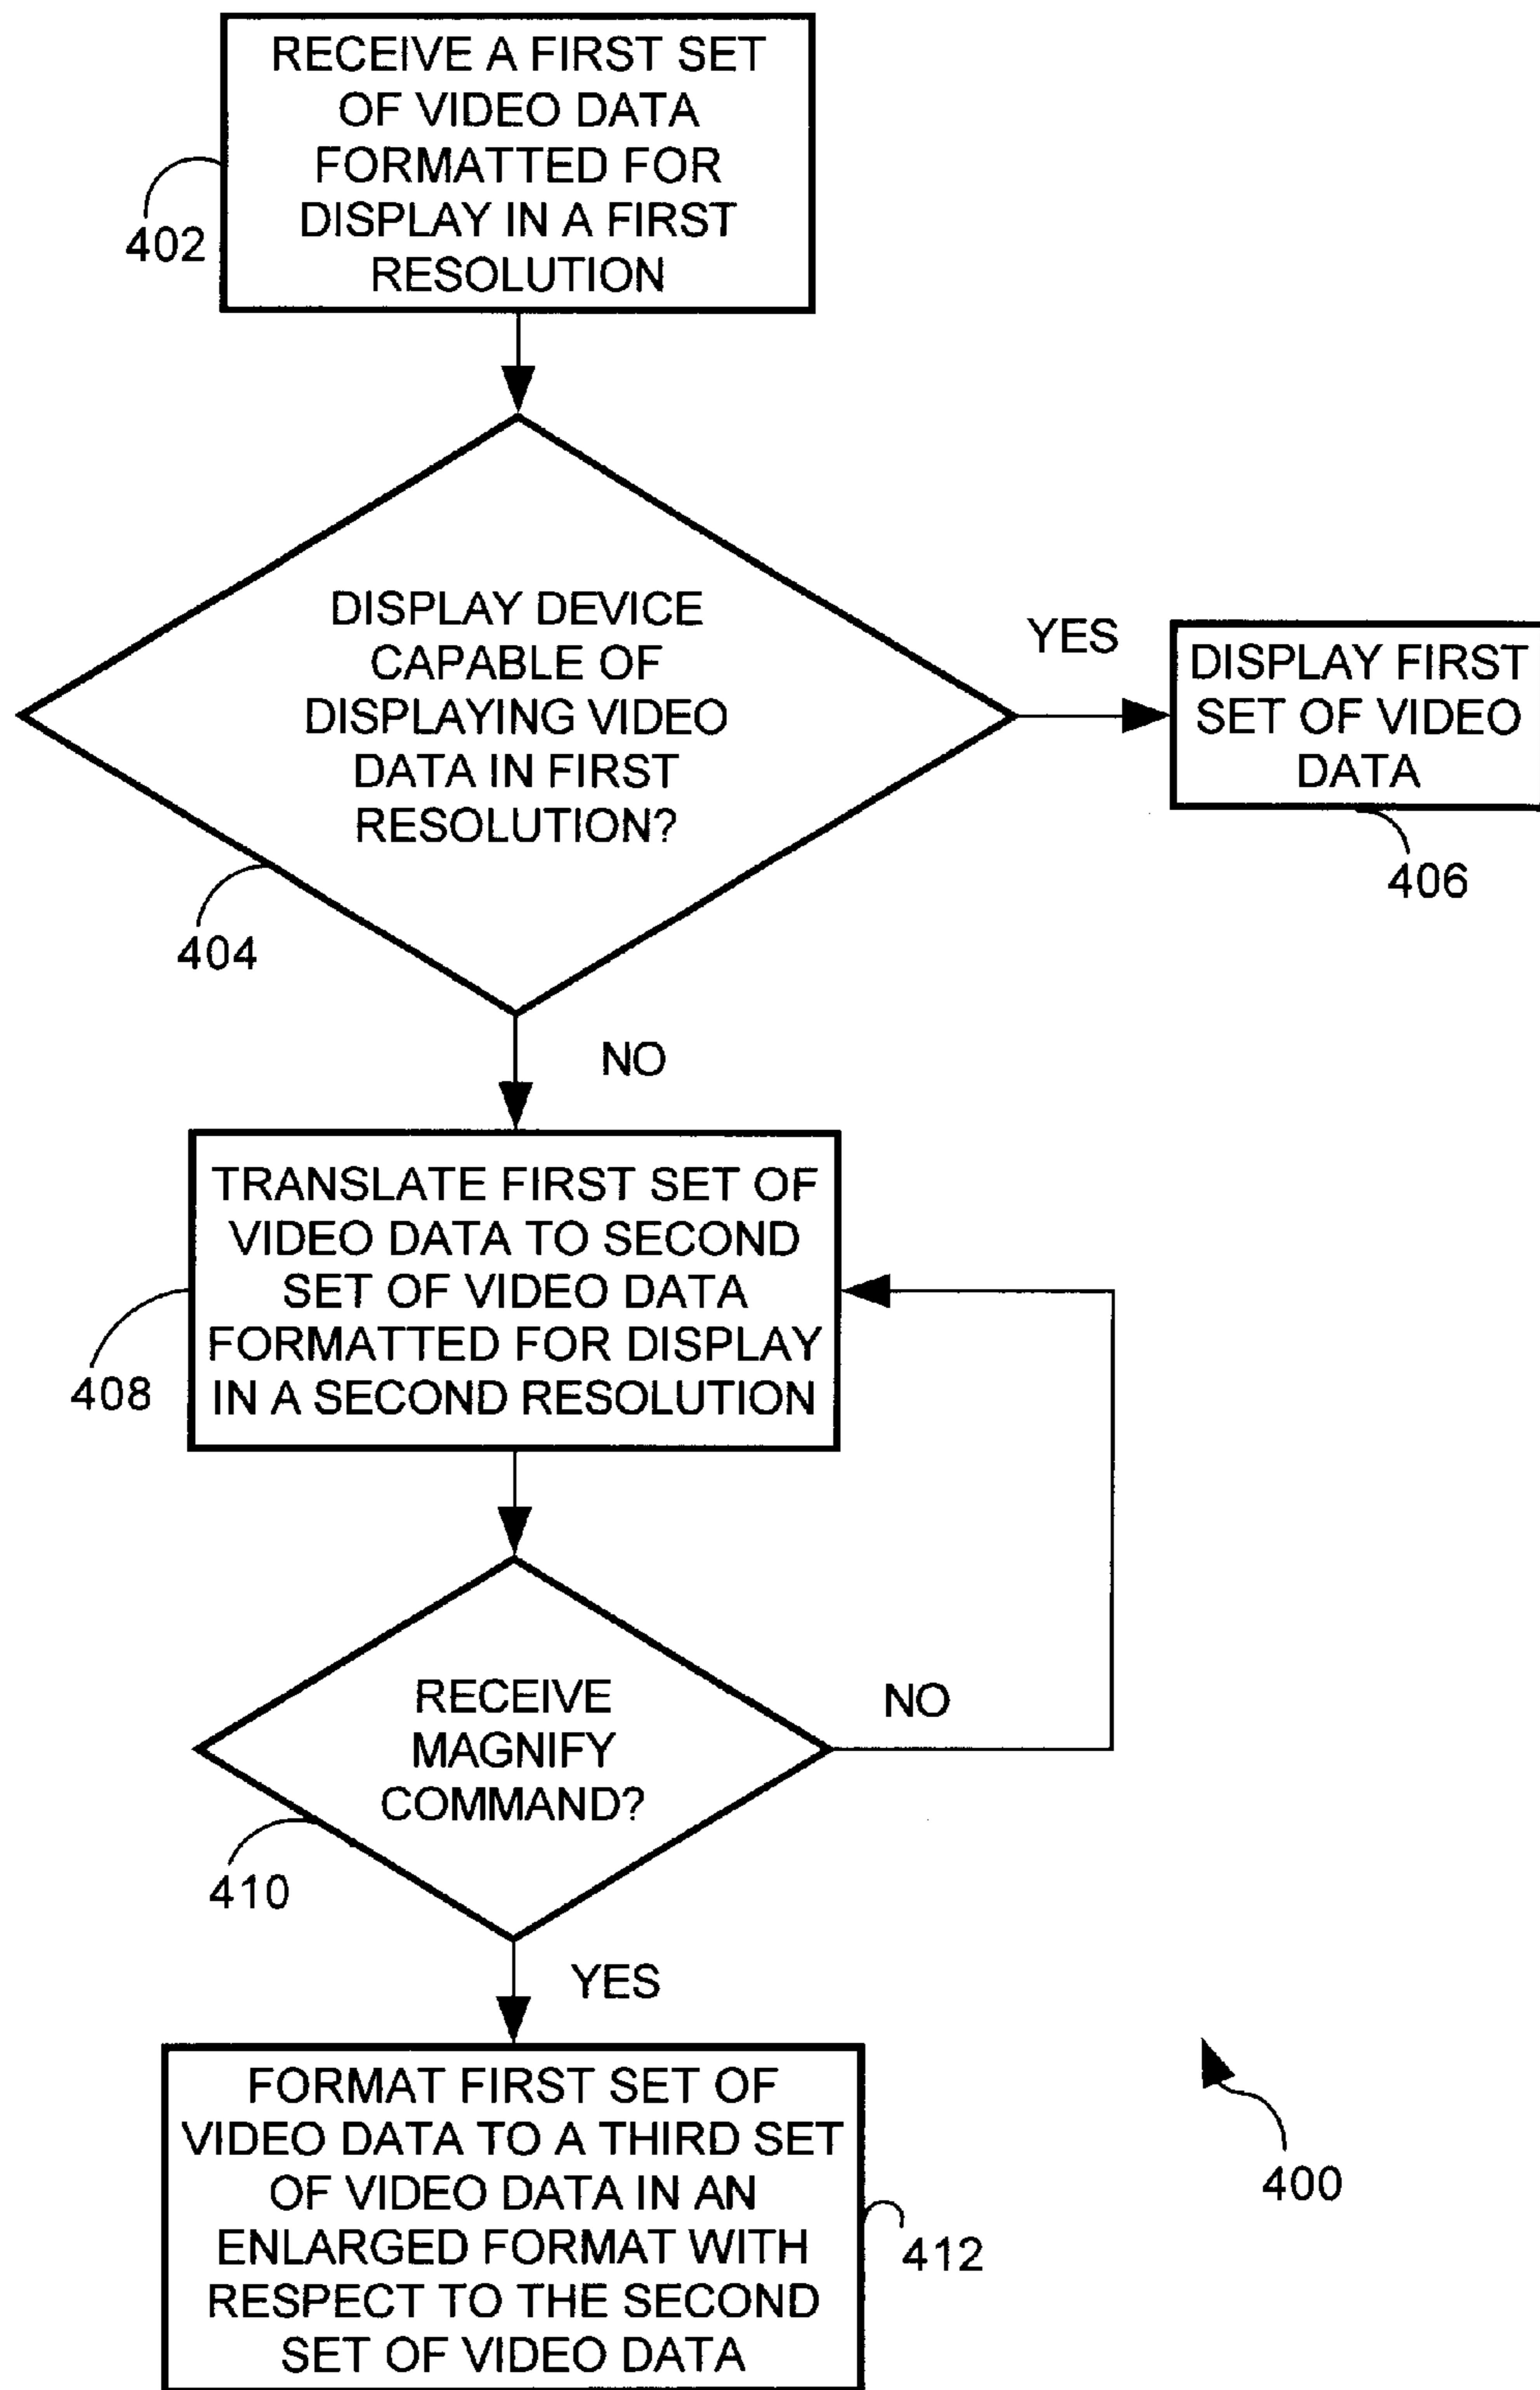 RECEIVE A FIRST SET
OF VIDEO DATA
FORMATTED FOR
DISPLAY IN A FIRST
RESOLUTION
402
DISPLAY DEVICE
CAPABLE OF
DISPLAYING VIDEO
DATA IN FIRST
RESOLUTION?
404
YES
DISPLAY FIRST
SET OF VIDEO
DATA
406
NO
TRANSLATE FIRST SET OF
VIDEO DATA TO SECOND
SET OF VIDEO DATA
FORMATTED FOR DISPLAY
IN A SECOND RESOLUTION
408
RECEIVE
MAGNIFY
COMMAND?
410
NO
YES
FORMAT FIRST SET OF
VIDEO DATA TO A THIRD SET
OF VIDEO DATA IN AN
ENLARGED FORMAT WITH
RESPECT TO THE SECOND
SET OF VIDEO DATA
412
400